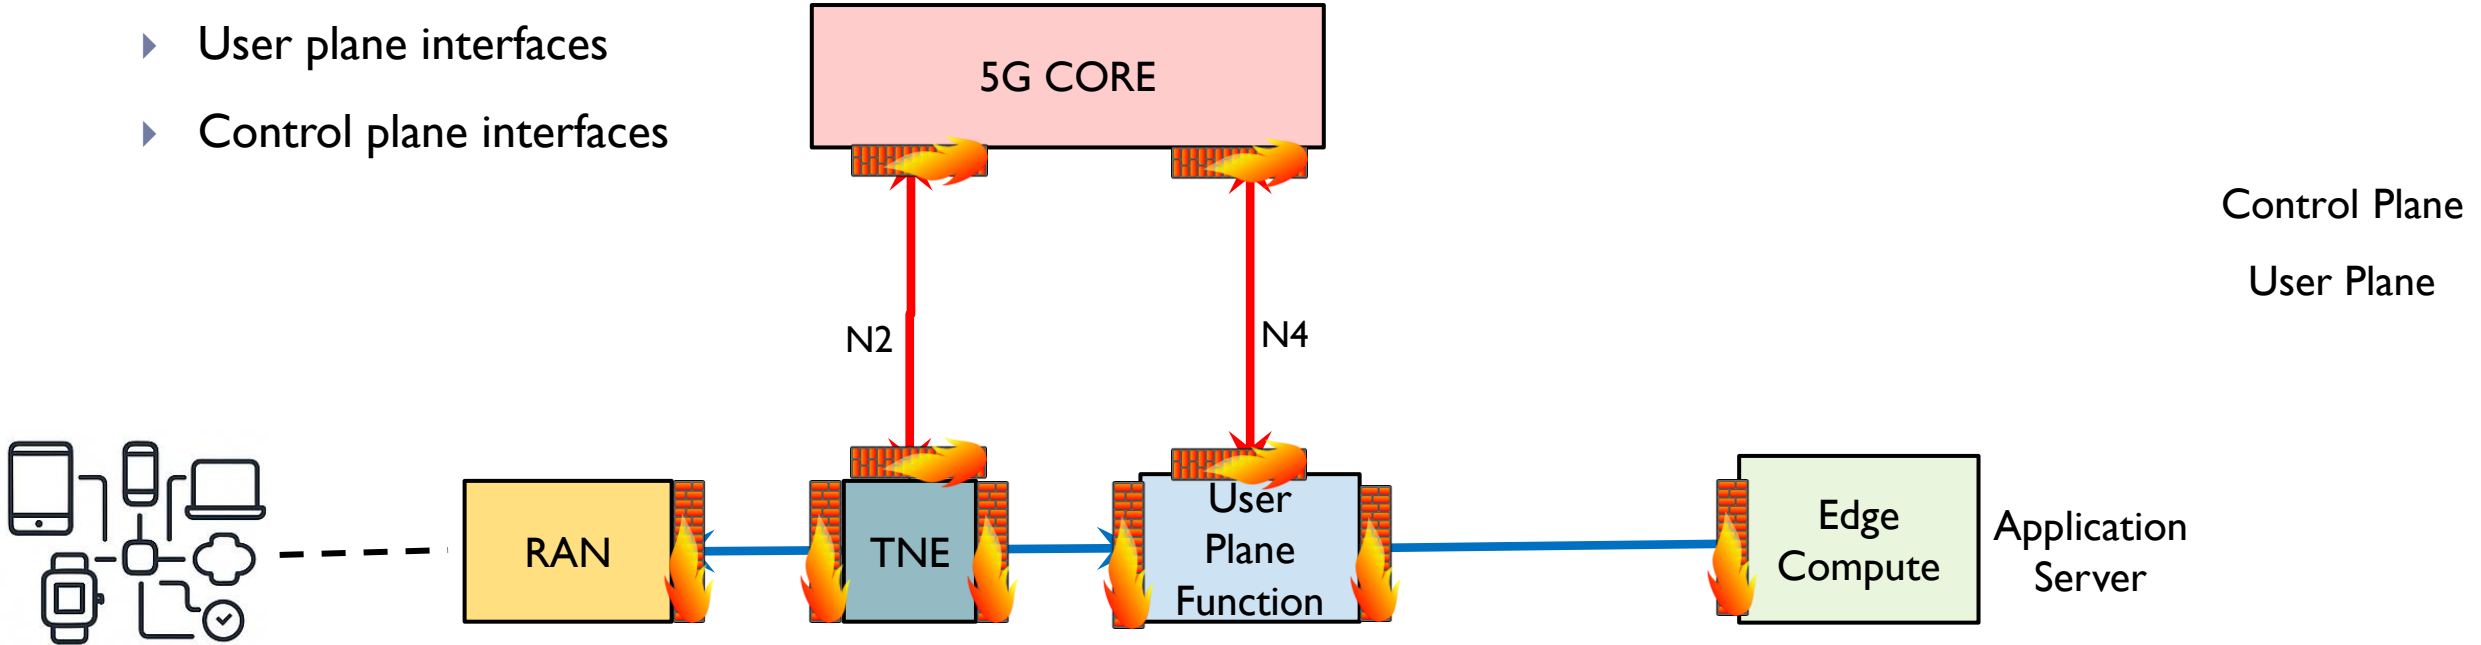 User plane interfaces
Control plane interfaces
5G CORE
Control Plane
User Plane
N2
N4
RAN
TNE
User
Plane
Function
Edge
Compute
Application
Server